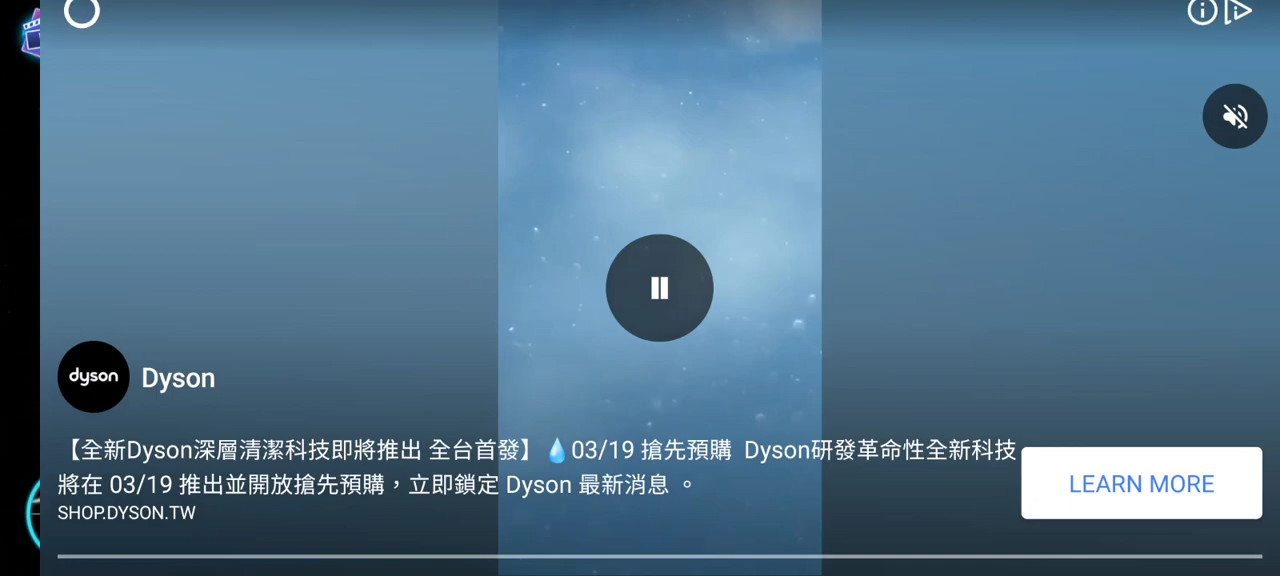 dyson
Dyson
【全新Dyson深層清潔科技即將推出 全台首發】💧03/19 搶先預購 Dyson研發革命性全新科技
將在 03/19 推出並開放搶先預購，立即鎖定 Dyson 最新消息 。
SHOP.DYSON.TW
LEARN MORE